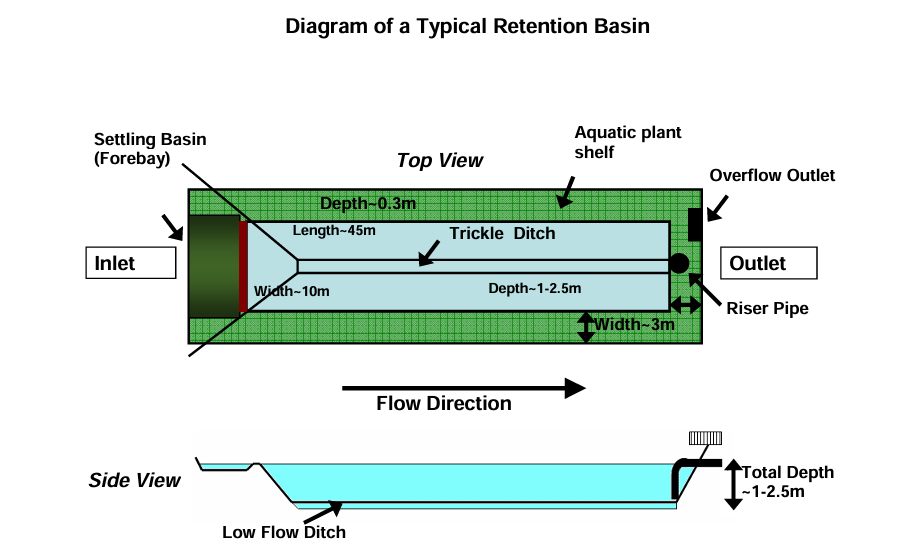 Diagram of a Typical Retention Basin
Settling Basin
(Forebay)
Top View
Aquatic plant
shelf
Overflow Outlet
Depth~0.3m
Length~45m
Trickle Ditch
Inlet
Outlet
Width~10m
Depth~1-2.5m
Riser Pipe
Width~3m
Flow Direction
Side View
Total Depth
~1-2.5m
Low Flow Ditch